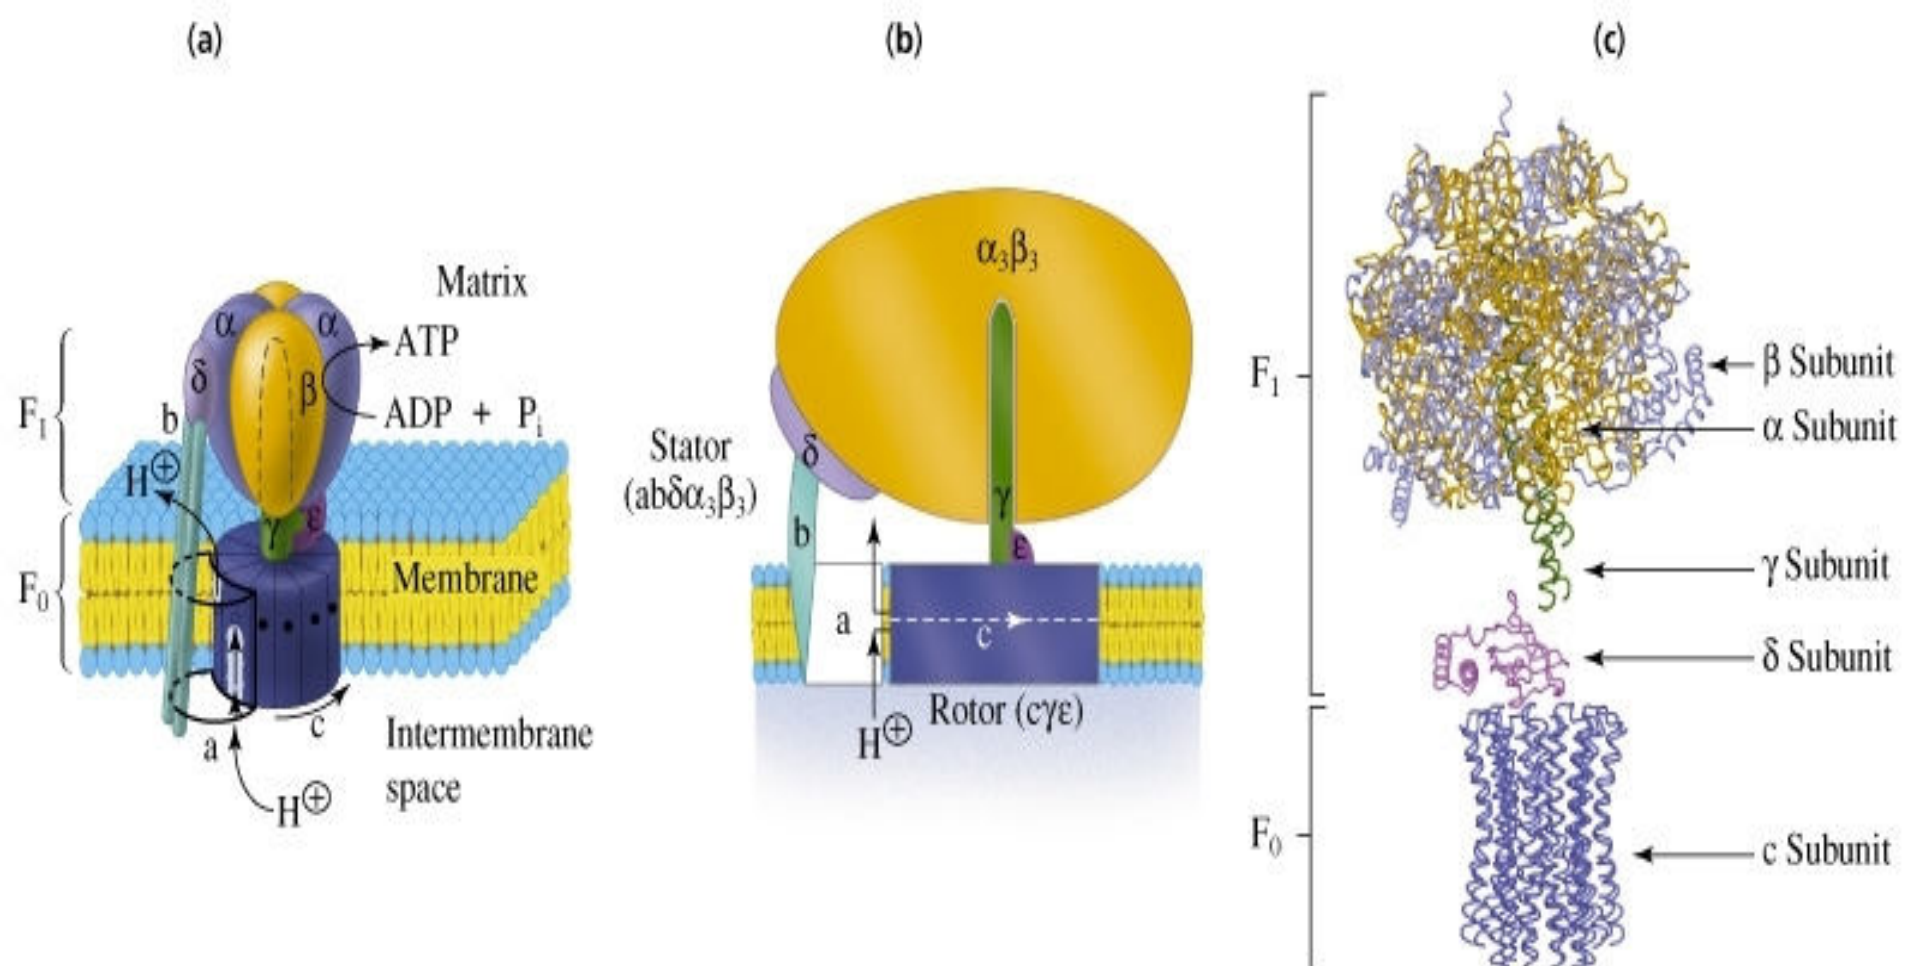 (a)
Matrix
α
α
ATP
δ
β
F₁
b
ADP + Pᵢ
H⊕
γ
ε
F₀
Membrane
a
c
Intermembrane
space
H⊕
(b)
α₃β₃
Stator
(abδα₃β₃)
δ
γ
b
ε
a
c
Rotor (cγε)
H⊕
(c)
F₁
β Subunit
α Subunit
γ Subunit
δ Subunit
F₀
c Subunit